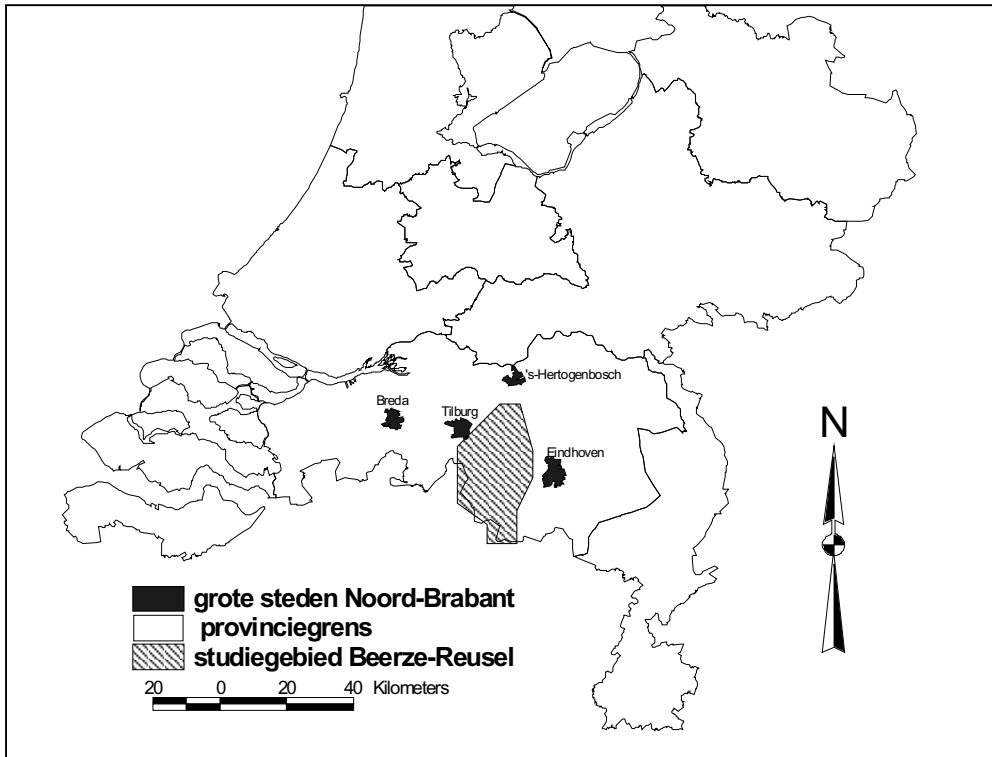 's-Hertogenbosch
Breda
Tilburg
Eindhoven
N
grote steden Noord-Brabant
provinciegrens
studiegebied Beerze-Reusel
20 0 20 40 Kilometers